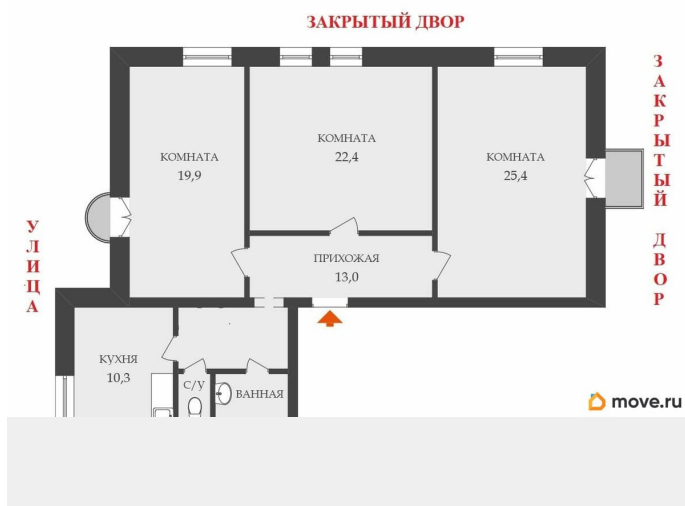 ЗАКРЫТЫЙ ДВОР
ЗАКРЫТЫЙ ДВОР
КОМНАТА
19,9
КОМНАТА
22,4
КОМНАТА
25,4
УЛИЦА
ПРИХОЖАЯ
13,0
КУХНЯ
10,3
С/У
ВАННАЯ
move.ru